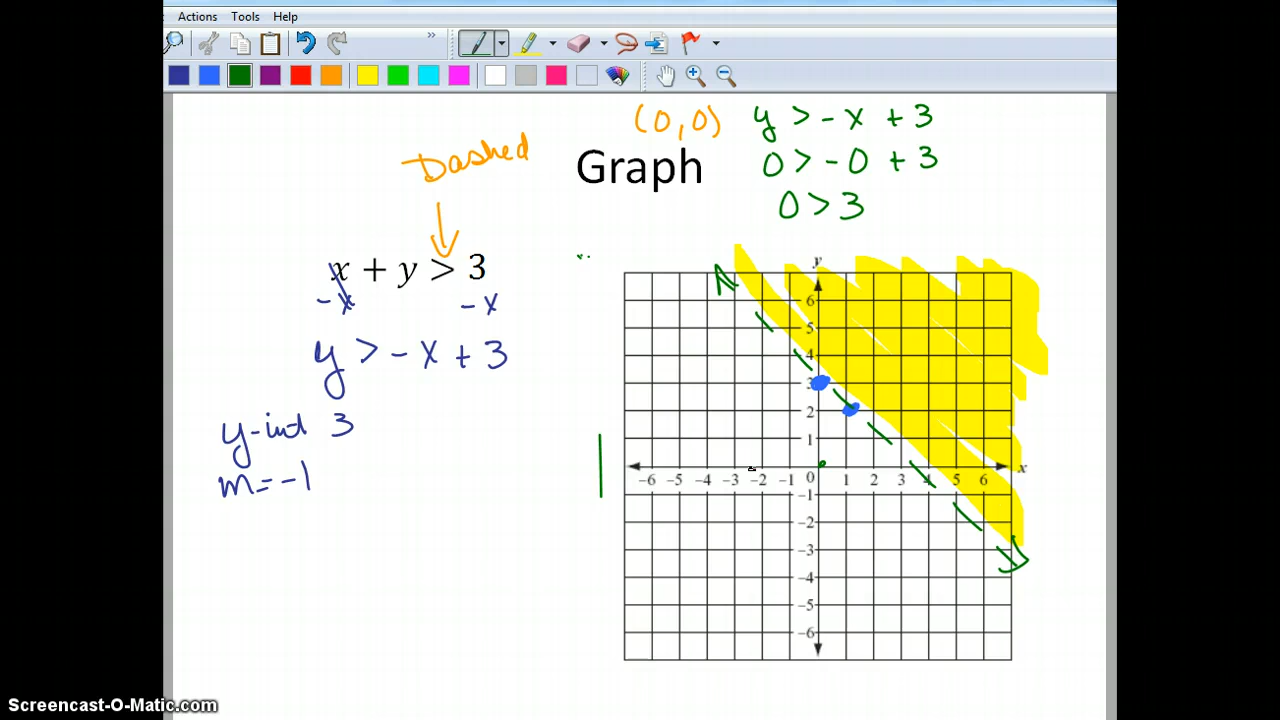 Actions Tools Help
(0,0) y > - x + 3
Dashed
0 > - 0 + 3
Graph
0 > 3
x + y > 3
- x - x
y > - x + 3
y-int 3
m = -1
y
6
5
4
3
2
1
-6 -5 -4 -3 -2 -1 0 1 2 3 4 5 6 x
-1
-2
-3
-4
-5
-6
Screencast-O-Matic.com